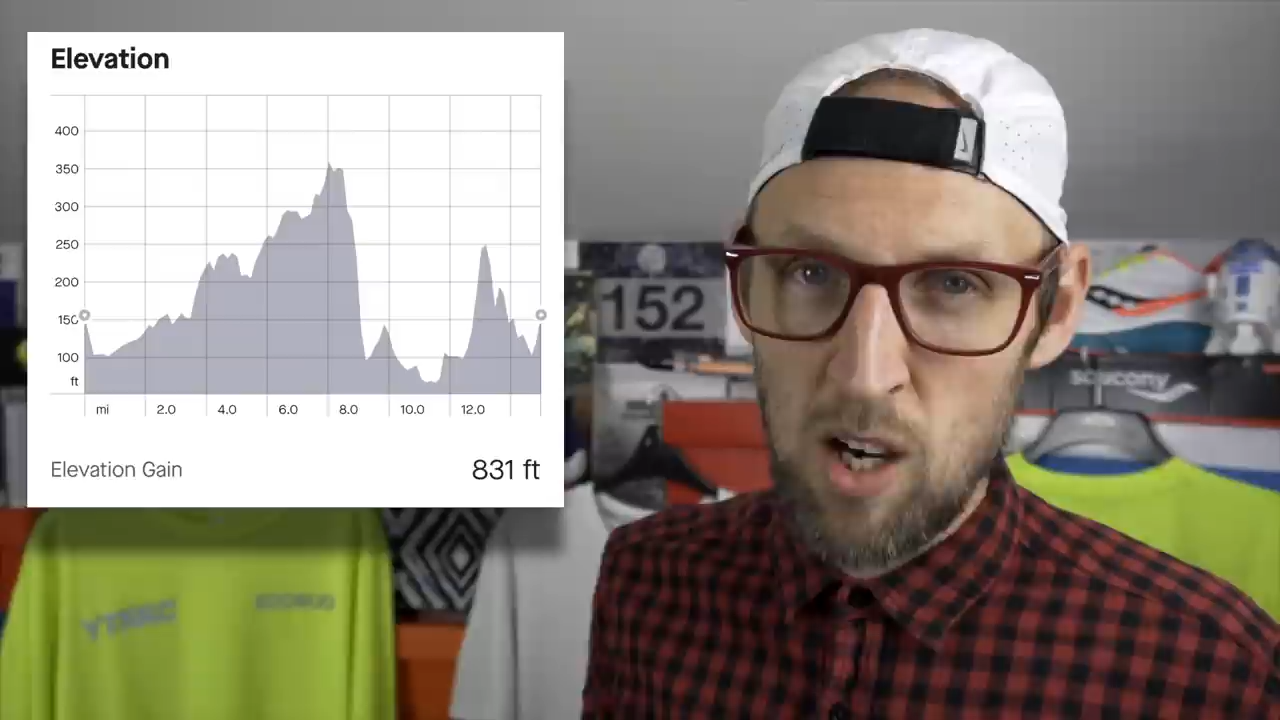 Elevation
400
350
300
250
200
150
100
ft
mi 2.0 4.0 6.0 8.0 10.0 12.0
Elevation Gain 831 ft
152
saucony